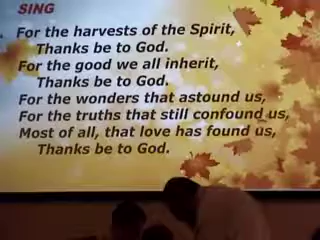 SING
For the harvests of the Spirit,
Thanks be to God.
For the good we all inherit,
Thanks be to God.
For the wonders that astound us,
For the truths that still confound us,
Most of all, that love has found us,
Thanks be to God.